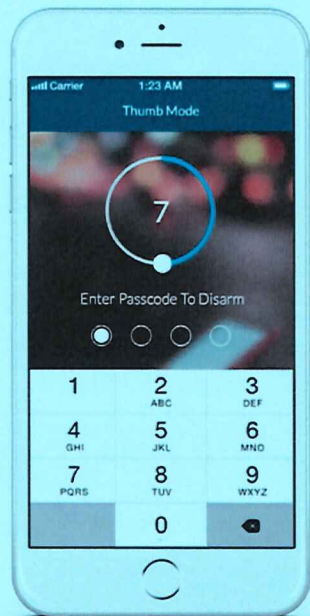 Carrier 1:23 AM
Thumb Mode
7
Enter Passcode To Disarm
1 2 3
ABC DEF
4 5 6
GHI JKL MNO
7 8 9
PQRS TUV WXYZ
0